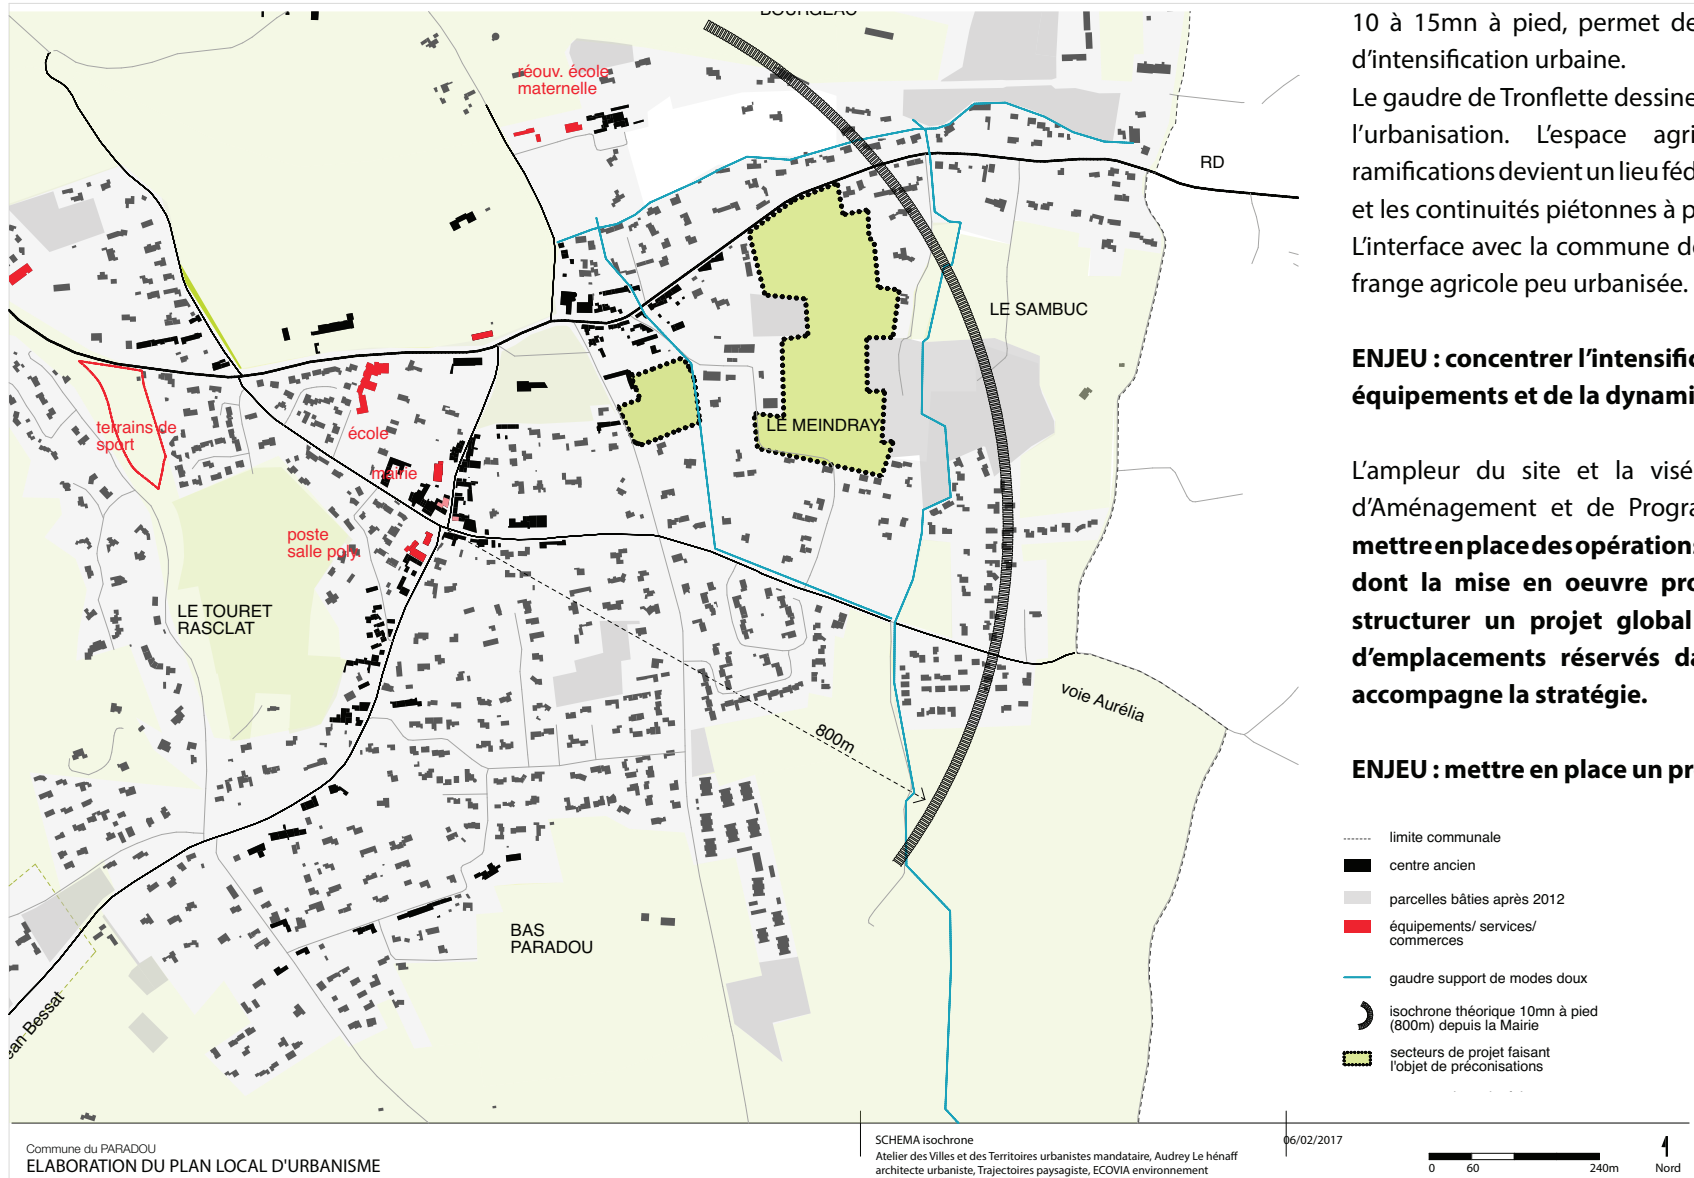 BOURGEAU
réouv. école
maternelle
RD
LE SAMBUC
LE MEINDRAY
terrains de
sport
école
mairie
poste
salle poly
LE TOURET
RASCLAT
800m
voie Aurélia
BAS
PARADOU
ean Bessat
10 à 15mn à pied, permet de
d'intensification urbaine.
Le gaudre de Tronflette dessine
l'urbanisation. L'espace agri
ramifications devient un lieu féd
et les continuités piétonnes à p
L'interface avec la commune de
frange agricole peu urbanisée.
ENJEU : concentrer l'intensific
équipements et de la dynami
L'ampleur du site et la visé
d'Aménagement et de Progra
mettre en place des opérations
dont la mise en oeuvre pro
structurer un projet global
d'emplacements réservés da
accompagne la stratégie.
ENJEU : mettre en place un pr
limite communale
centre ancien
parcelles bâties après 2012
équipements/ services/
commerces
gaudre support de modes doux
isochrone théorique 10mn à pied
(800m) depuis la Mairie
secteurs de projet faisant
l'objet de préconisations
Commune du PARADOU
ELABORATION DU PLAN LOCAL D'URBANISME
SCHEMA isochrone
Atelier des Villes et des Territoires urbanistes mandataire, Audrey Le hénaff
architecte urbaniste, Trajectoires paysagiste, ECOVIA environnement
06/02/2017
0 60 240m
Nord